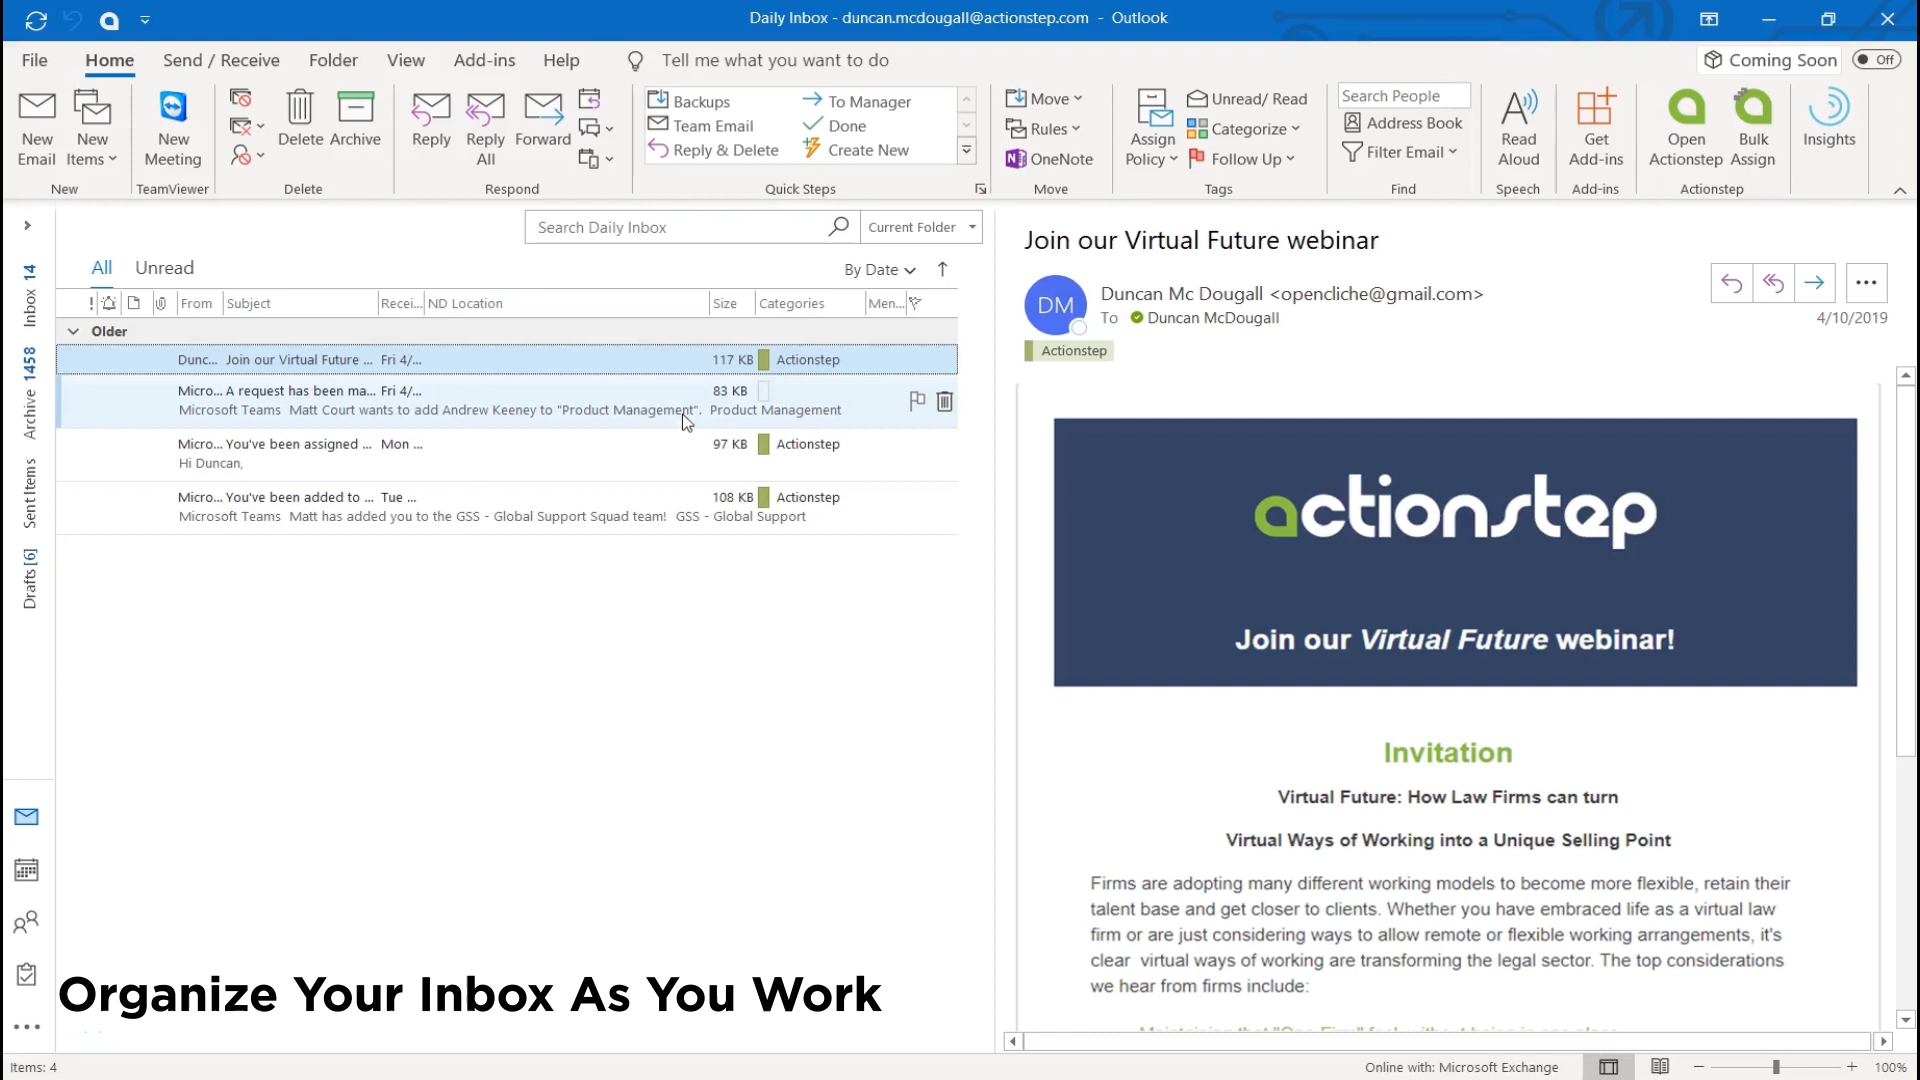 Daily Inbox - duncan.mcdougall@actionstep.com - Outlook
File Home Send / Receive Folder View Add-ins Help Tell me what you want to do Coming Soon Off
New Email
New Items
New Meeting
Delete
Archive
Reply
Reply All
Forward
Backups
Team Email
Reply & Delete
To Manager
Done
Create New
Move
Rules
OneNote
Assign Policy
Unread/ Read
Categorize
Follow Up
Search People
Address Book
Filter Email
Read Aloud
Get Add-ins
Open Actionstep
Bulk Assign
Insights
New TeamViewer Delete Respond Quick Steps Move Tags Find Speech Add-ins Actionstep
Search Daily Inbox
Current Folder
All Unread
By Date
From Subject Recei... ND Location Size Categories Men...
Older
Dunc... Join our Virtual Future ... Fri 4/... 117 KB Actionstep
Micro... A request has been ma... Fri 4/... 83 KB
Microsoft Teams Matt Court wants to add Andrew Keeney to "Product Management". Product Management
Micro... You've been assigned ... Mon ... 97 KB Actionstep
Hi Duncan,
Micro... You've been added to ... Tue ... 108 KB Actionstep
Microsoft Teams Matt has added you to the GSS - Global Support Squad team! GSS - Global Support
Inbox 14
Archive 1458
Sent Items
Drafts [6]
Organize Your Inbox As You Work
Join our Virtual Future webinar
DM
Duncan Mc Dougall <opencliche@gmail.com>
To Duncan McDougall
4/10/2019
Actionstep
actionstep
Join our Virtual Future webinar!
Invitation
Virtual Future: How Law Firms can turn
Virtual Ways of Working into a Unique Selling Point
Firms are adopting many different working models to become more flexible, retain their
talent base and get closer to clients. Whether you have embraced life as a virtual law
firm or are just considering ways to allow remote or flexible working arrangements, it's
clear virtual ways of working are transforming the legal sector. The top considerations
we hear from firms include:
Items: 4
Online with: Microsoft Exchange
100%